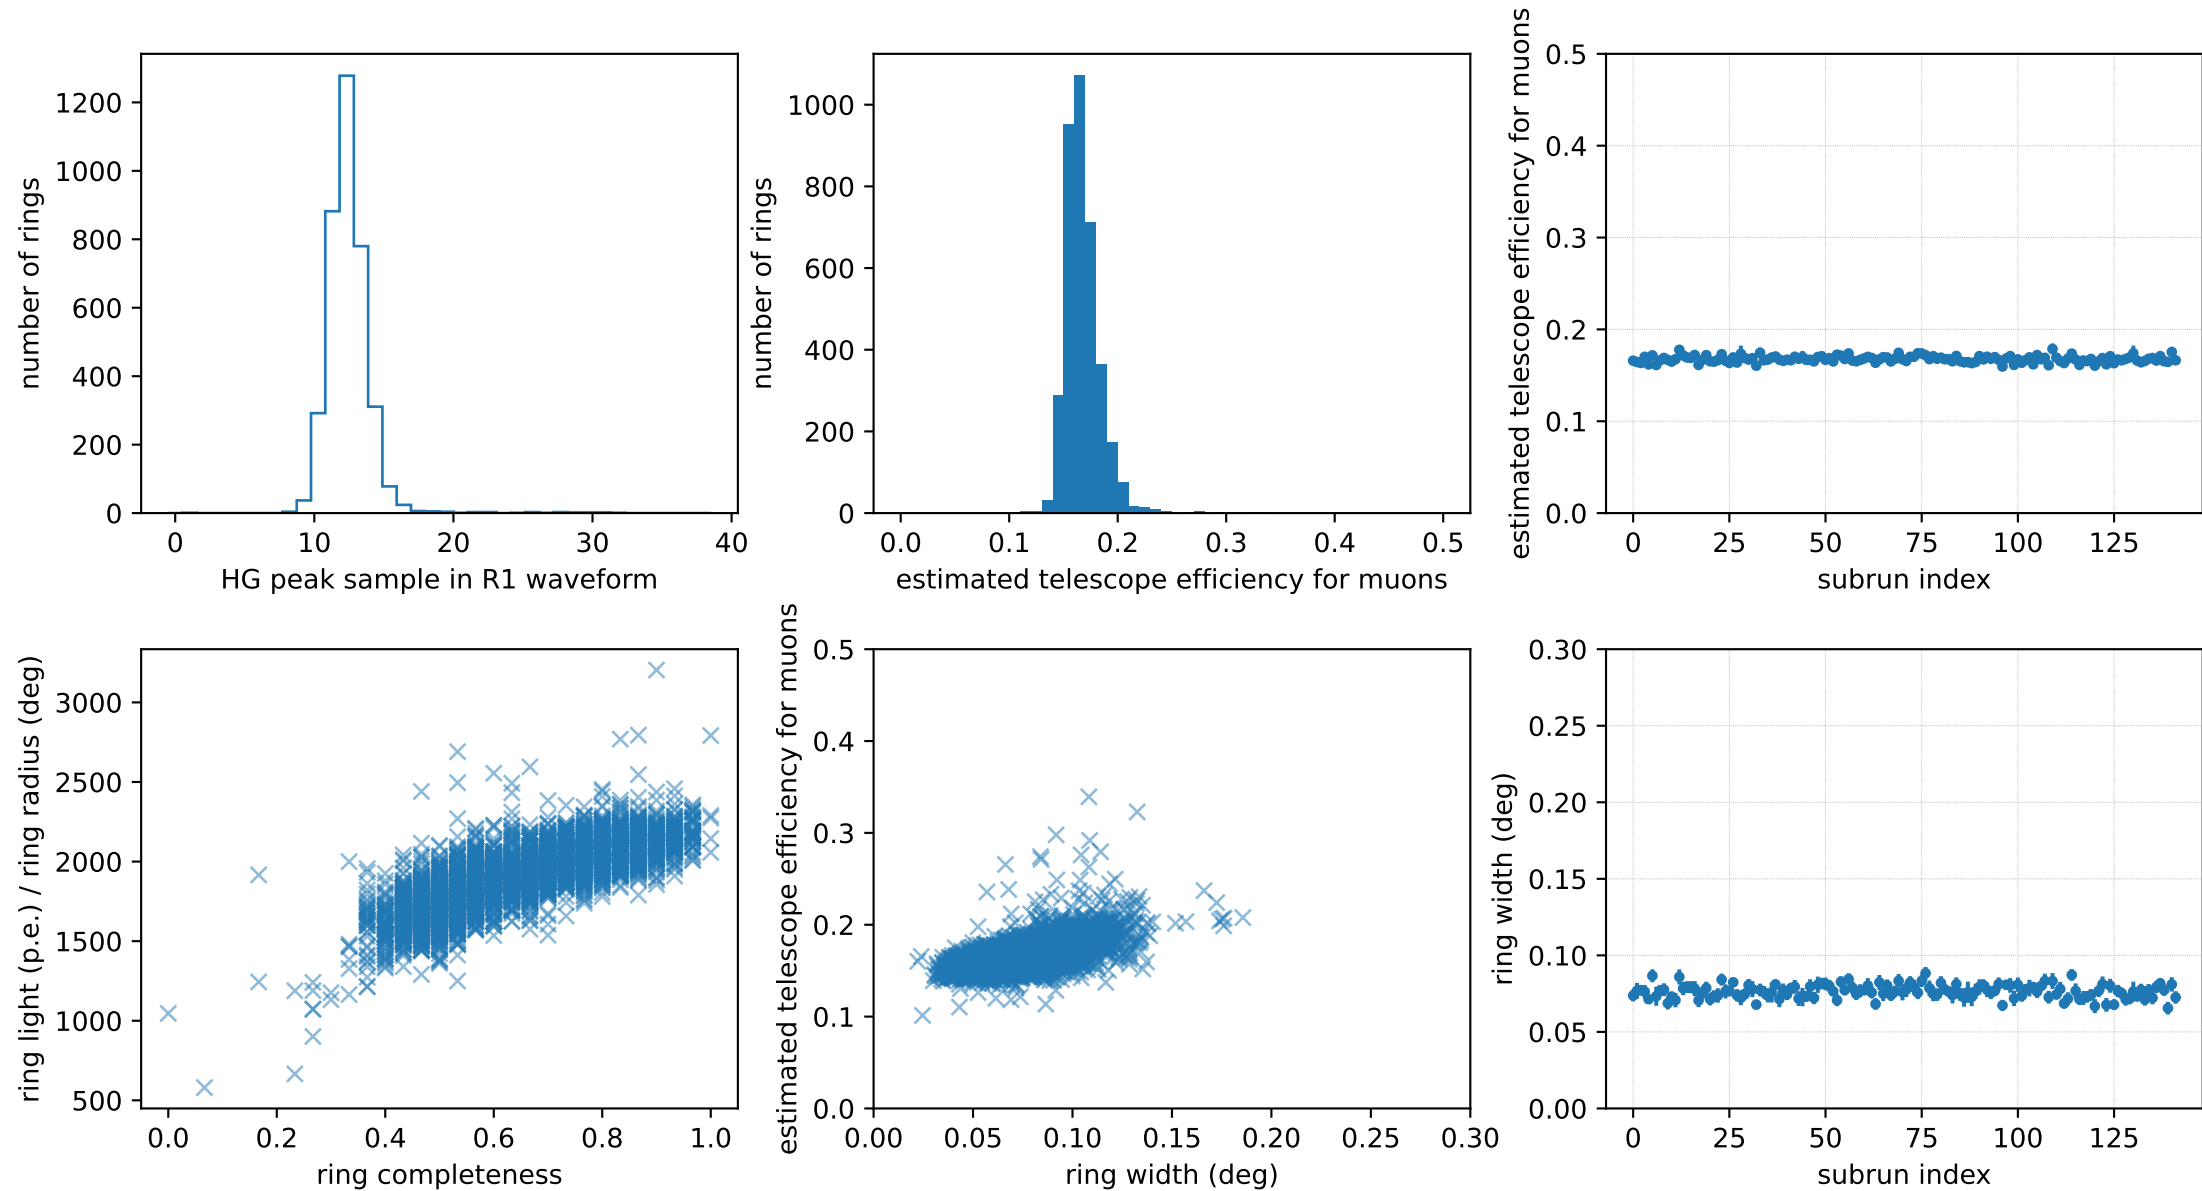 number of rings
1200
1000
800
600
400
200
0
0 10 20 30 40
HG peak sample in R1 waveform
number of rings
1000
800
600
400
200
0
0.0 0.1 0.2 0.3 0.4 0.5
estimated telescope efficiency for muons
estimated telescope efficiency for muons
0.5
0.4
0.3
0.2
0.1
0.0
0 25 50 75 100 125
subrun index
ring light (p.e.) / ring radius (deg)
3000
2500
2000
1500
1000
500
0.0 0.2 0.4 0.6 0.8 1.0
ring completeness
estimated telescope efficiency for muons
0.5
0.4
0.3
0.2
0.1
0.0
0.00 0.05 0.10 0.15 0.20 0.25 0.30
ring width (deg)
ring width (deg)
0.30
0.25
0.20
0.15
0.10
0.05
0.00
0 25 50 75 100 125
subrun index